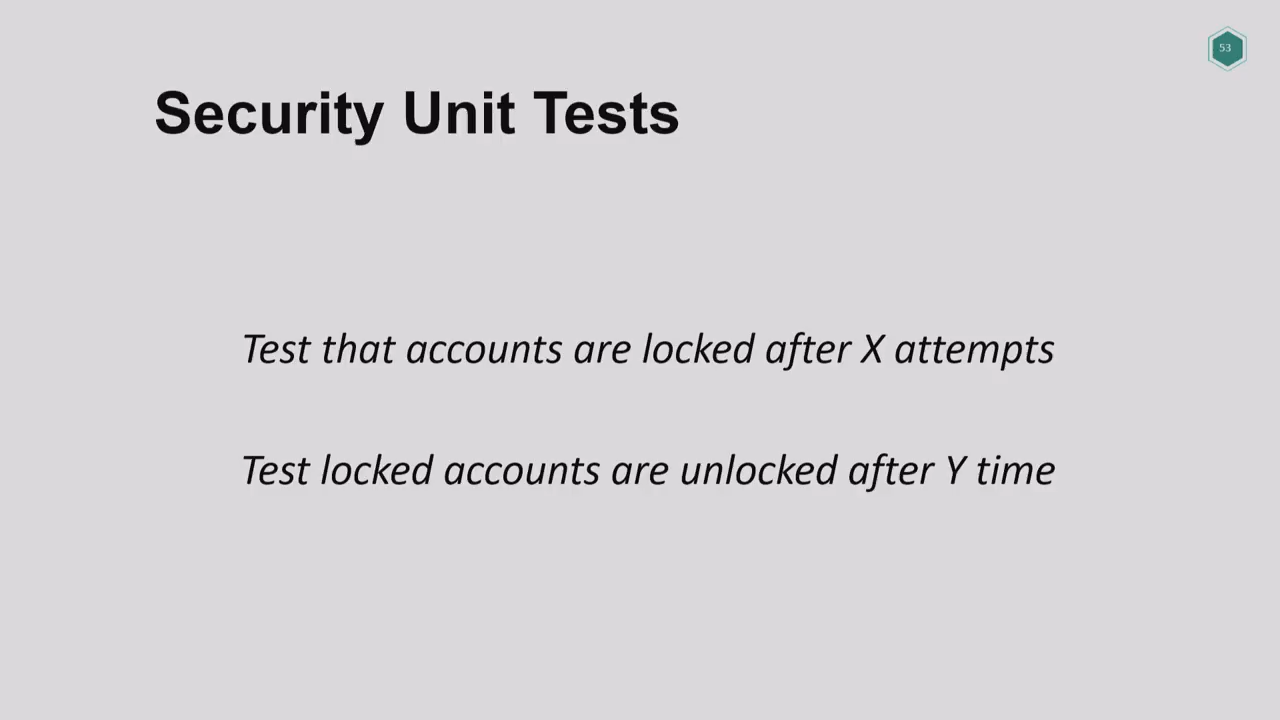 53
Security Unit Tests
Test that accounts are locked after X attempts
Test locked accounts are unlocked after Y time